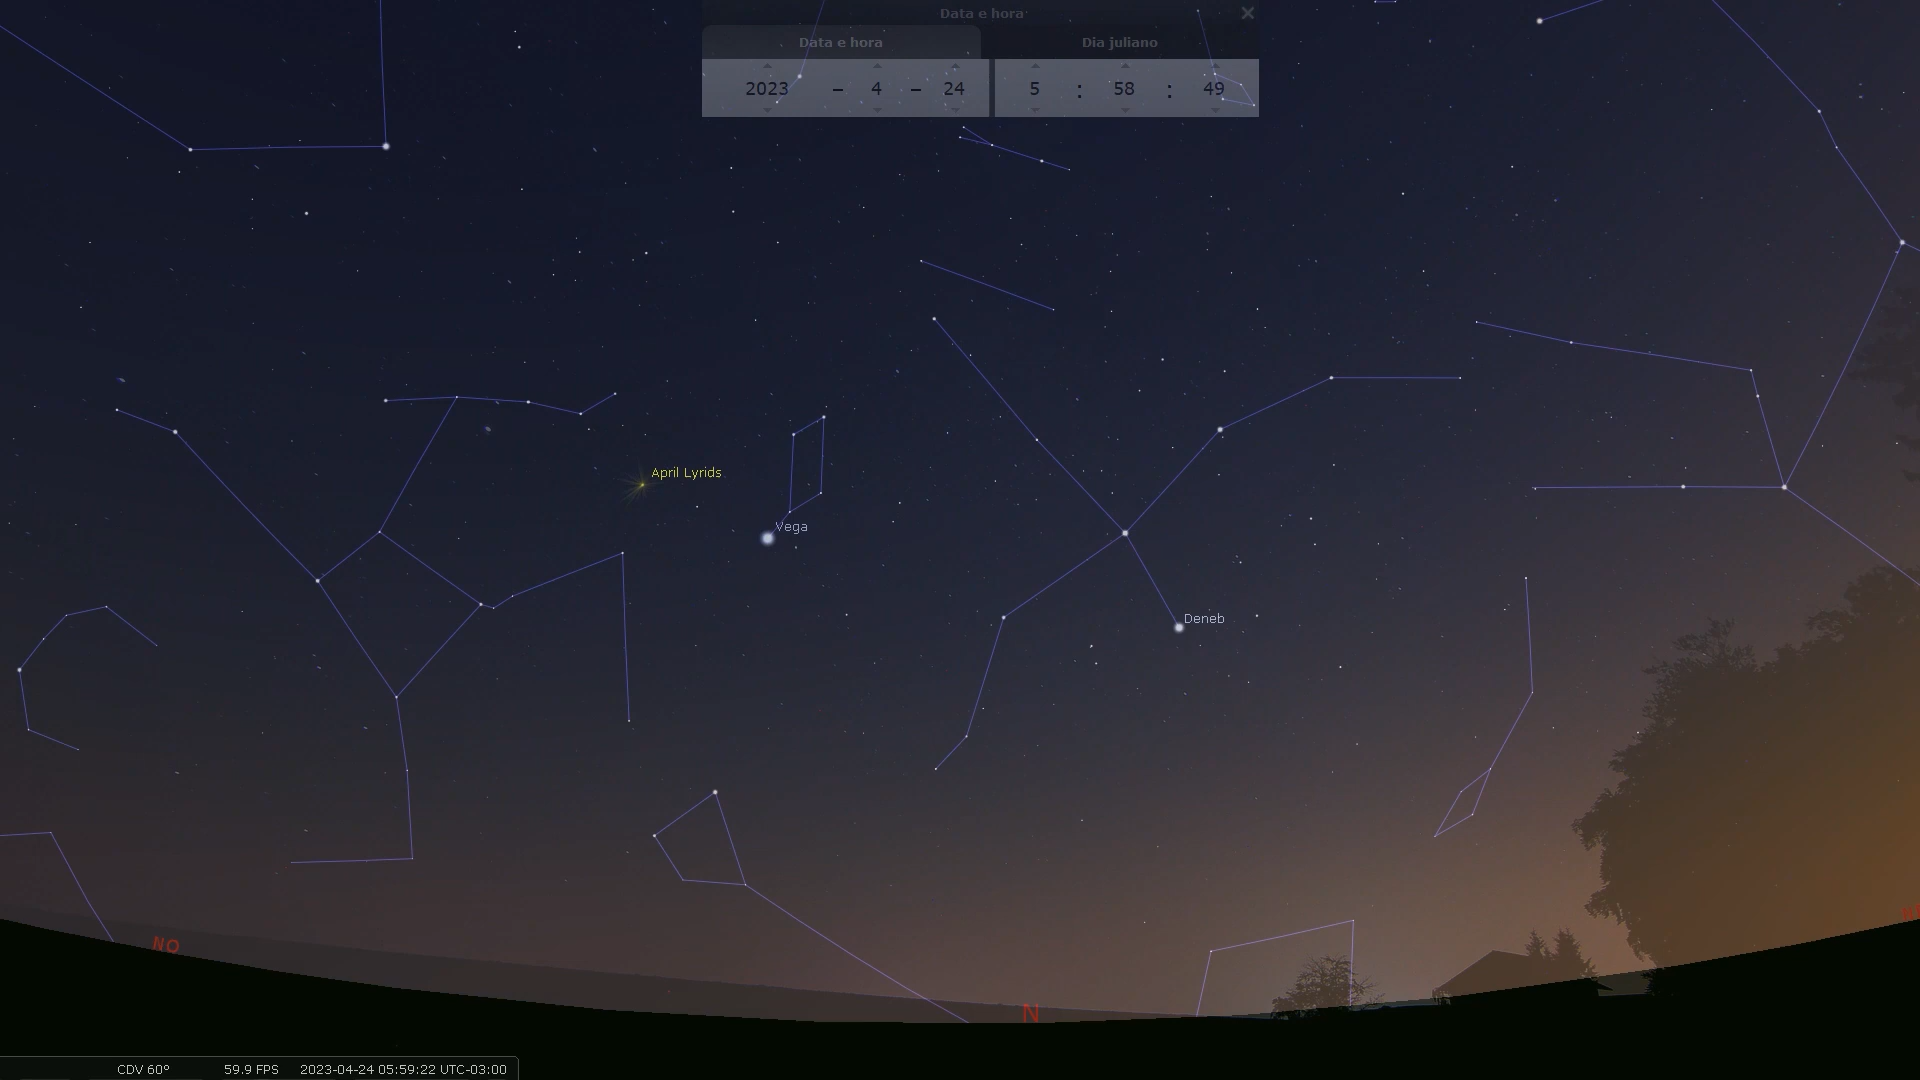 Data e hora
Data e hora Dia juliano
2023 - 4 - 24 5 : 58 : 49
April Lyrids
Vega
Deneb
NO
N
CDV 60° 59.9 FPS 2023-04-24 05:59:22 UTC-03:00